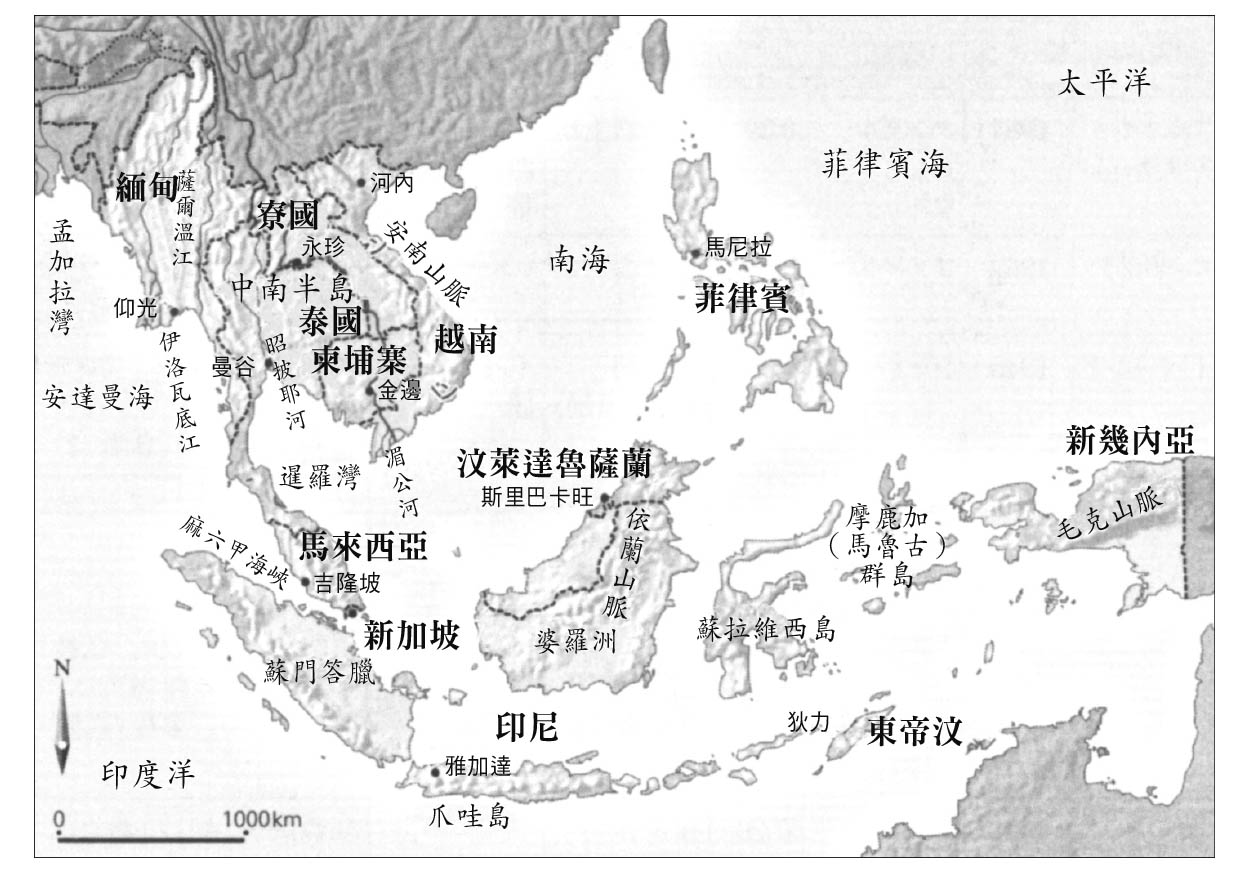 太平洋
菲律賓海
緬甸
薩爾溫江
河內
寮國
永珍
安南山脈
孟加拉灣
南海
馬尼拉
中南半島
菲律賓
仰光
泰國
越南
伊洛瓦底江
曼谷
昭披耶河
柬埔寨
金邊
安達曼海
新幾內亞
汶萊達魯薩蘭
暹羅灣
湄公河
斯里巴卡旺
毛克山脈
摩鹿加
（馬魯古）
群島
依蘭山脈
麻六甲海峽
馬來西亞
吉隆坡
新加坡
婆羅洲
蘇拉維西島
蘇門答臘
N
印尼
狄力
東帝汶
印度洋
雅加達
爪哇島
0 1000km